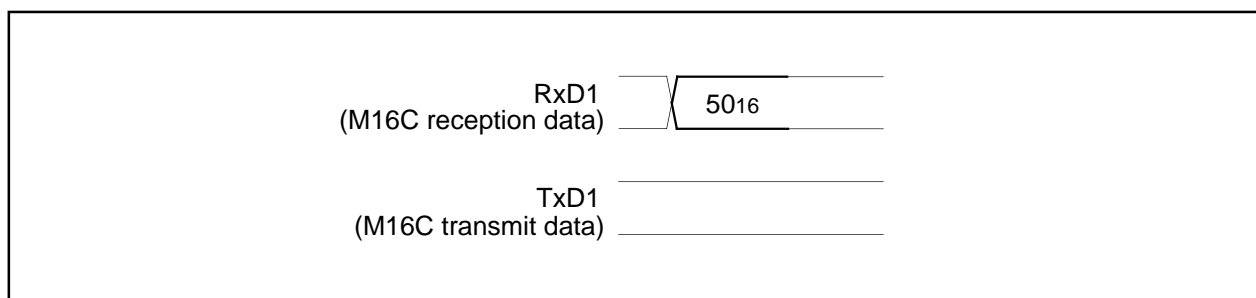 RxD1
(M16C reception data)
5016
TxD1
(M16C transmit data)